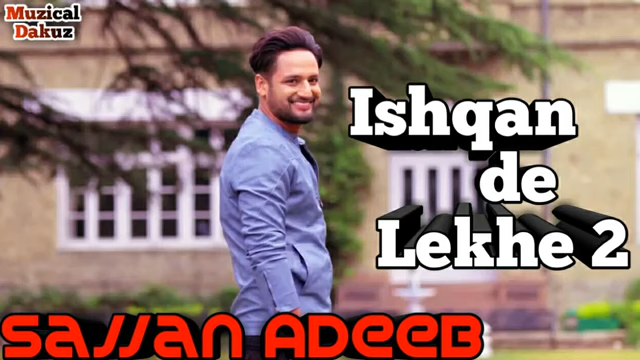 Muzical
Dakuz
Ishqan
de
Lekhe 2
SAJJAN ADEEB